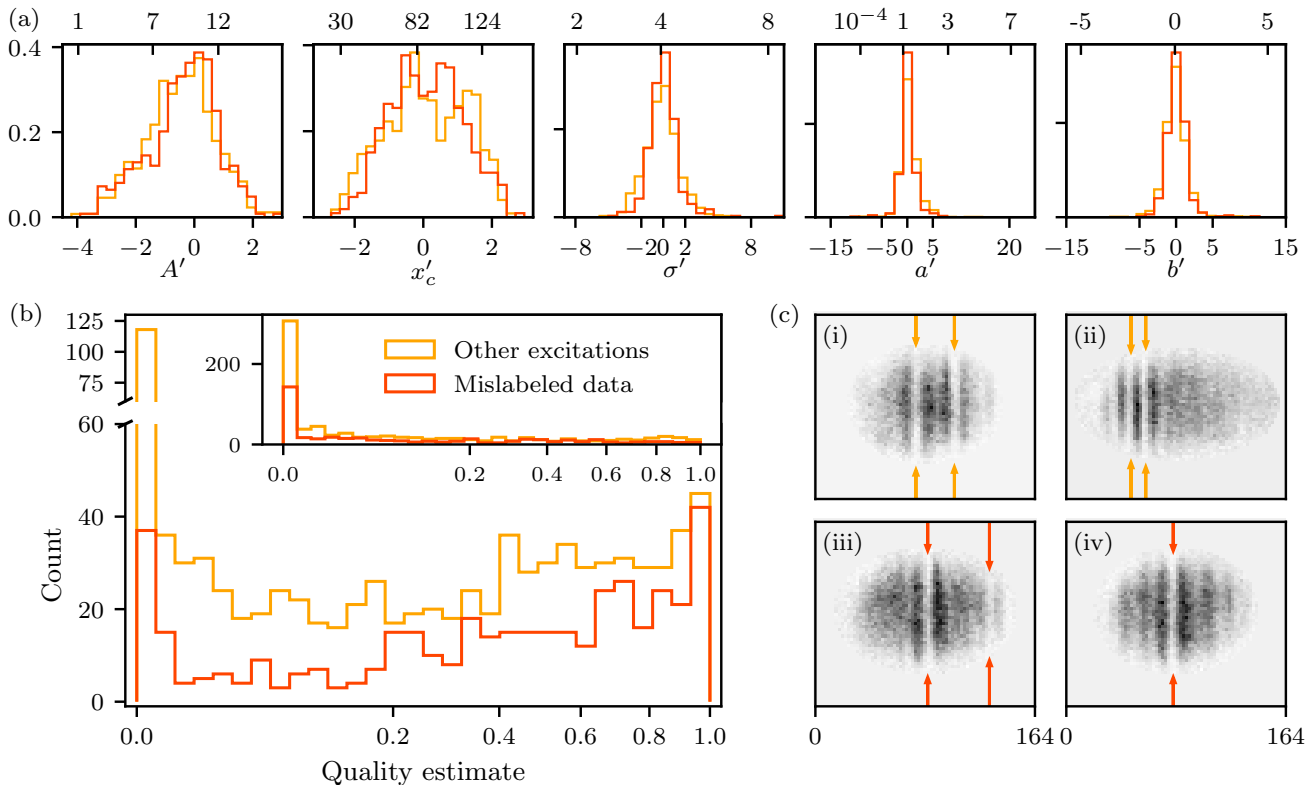 (a)
1 7 12 30 82 124 2 4 8 10⁻⁴ 1 3 7 -5 0 5
0.4
0.2
0.0
−4 −2 0 2 −2 0 2 −8 −2 0 2 8 −15 −5 0 5 20 −15 −5 0 5 15
A′ x′c σ′ a′ b′
(b)
125
100
75
60
40
20
0
Count
200
0
Other excitations
Mislabeled data
0.0 0.2 0.4 0.6 0.8 1.0
0.0 0.2 0.4 0.6 0.8 1.0
Quality estimate
(c)
(i) (ii)
(iii) (iv)
0 164 0 164